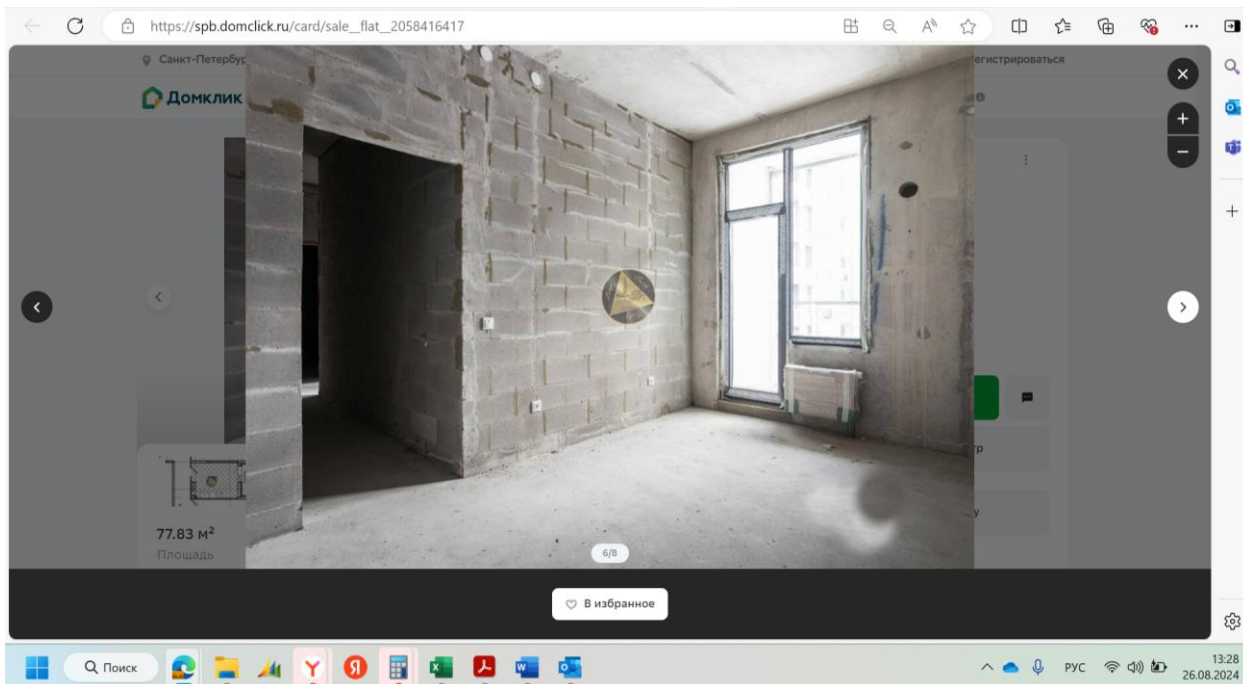 https://spb.domclick.ru/card/sale__flat__2058416417
Санкт-Петербур
егистрироваться
Домклик
77.83 м²
Площадь
6/8
В избранное
Поиск
РУС
13:28
26.08.2024